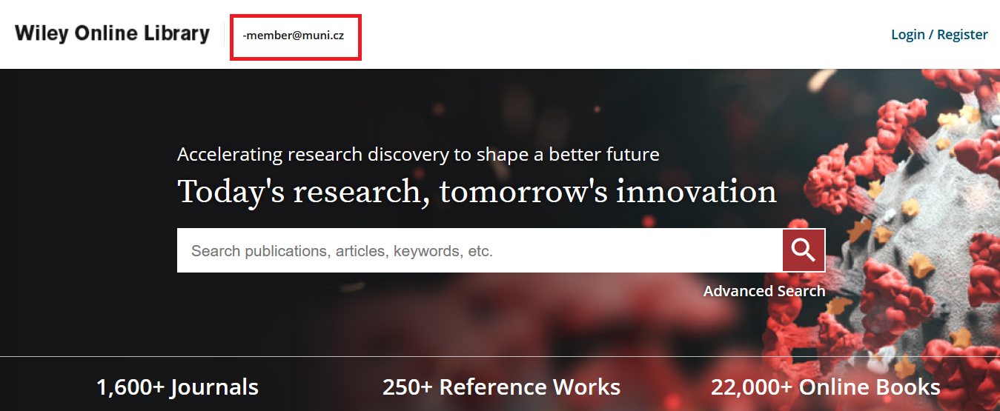 Wiley Online Library
-member@muni.cz
Login / Register
Accelerating research discovery to shape a better future
Today's research, tomorrow's innovation
Search publications, articles, keywords, etc.
Advanced Search
1,600+ Journals
250+ Reference Works
22,000+ Online Books